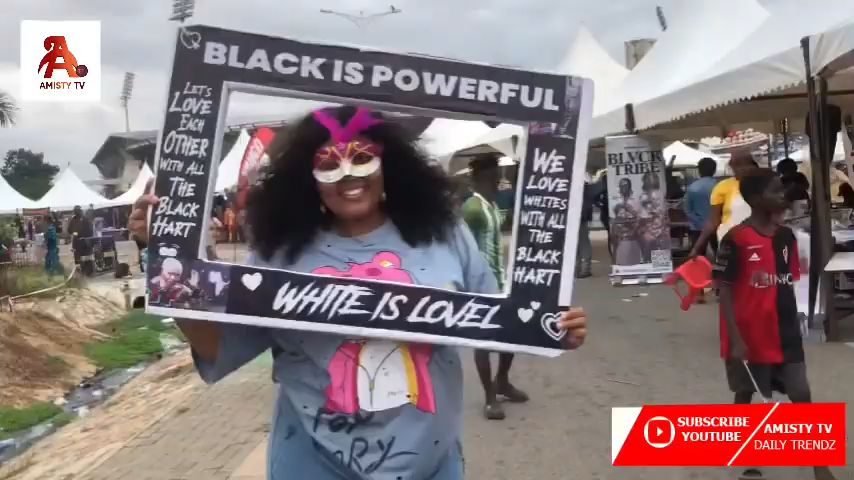 AMISTY TV
BLACK IS POWERFUL
LET'S
LOVE
EACH
OTHER
WITH ALL
THE
BLACK
HART
WE
LOVE
WHITES
WITH ALL
THE
BLACK
HART
WHITE IS LOVEL
BLVCK
TRIBE
SUBSCRIBE
YOUTUBE
AMISTY TV
DAILY TRENDZ